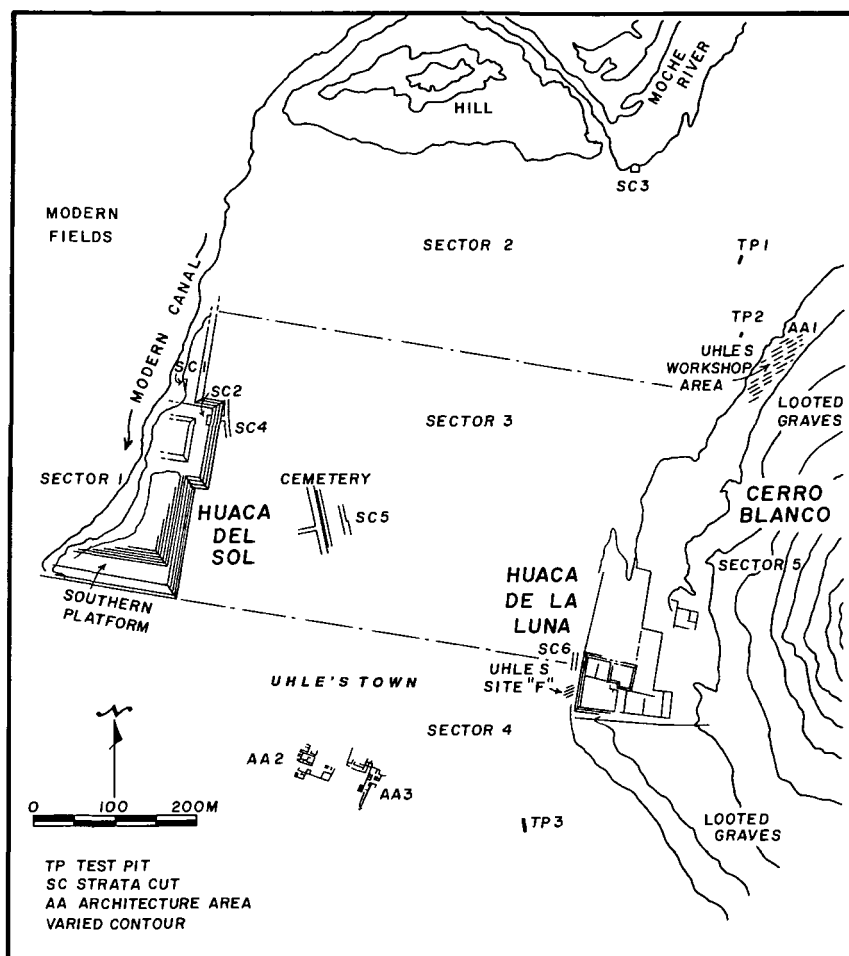 MOCHE
RIVER
HILL
SC3
MODERN
FIELDS
SECTOR 2
TP1
MODERN CANAL
TP2
AA1
UHLE'S
WORKSHOP
AREA
SC1
SC2
SC4
LOOTED
GRAVES
SECTOR 3
SECTOR 1
CEMETERY
SC5
HUACA
DEL
SOL
CERRO
BLANCO
SECTOR 5
HUACA
DE LA
LUNA
SOUTHERN
PLATFORM
SC6
UHLE'S
SITE "F"
UHLE'S TOWN
SECTOR 4
N
AA2
AA3
0 100 200M
TP3
LOOTED
GRAVES
TP TEST PIT
SC STRATA CUT
AA ARCHITECTURE AREA
VARIED CONTOUR